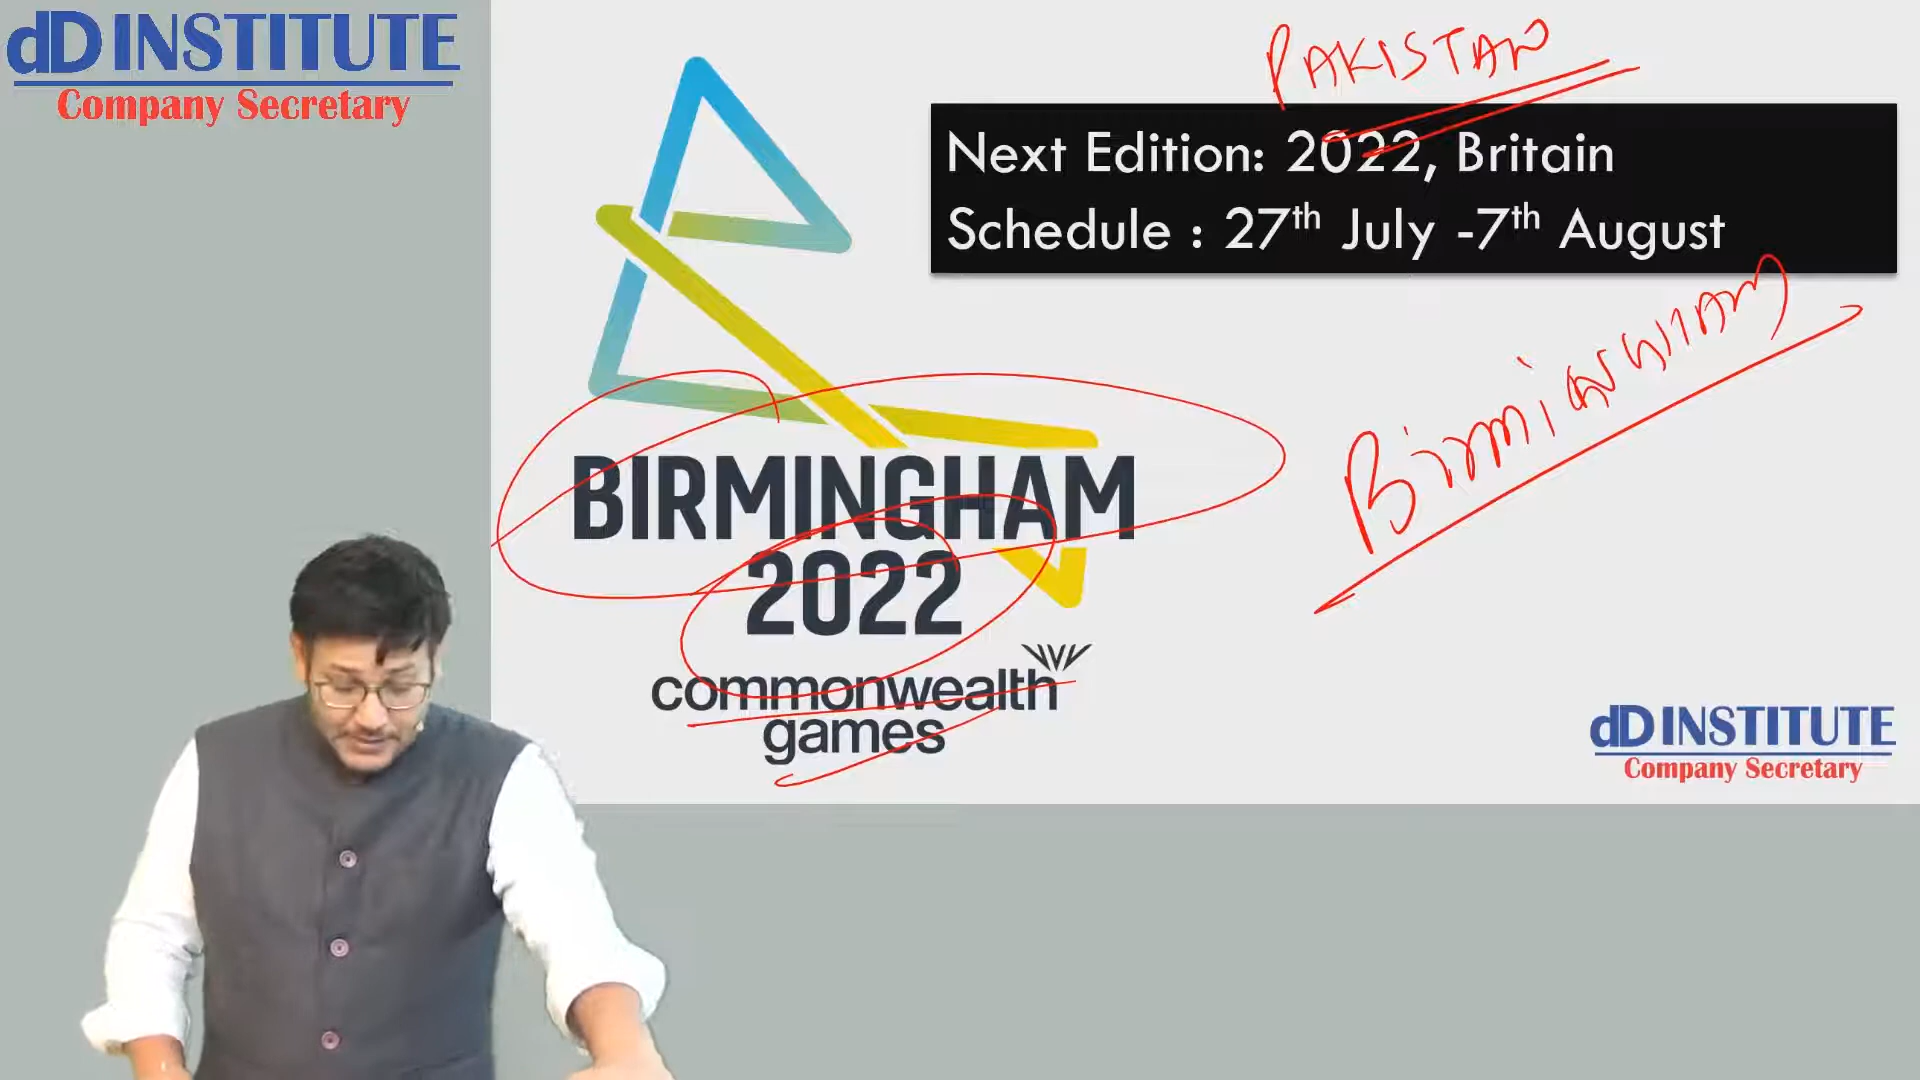 dD INSTITUTE
Company Secretary
PAKISTAN
Next Edition: 2022, Britain
Schedule : 27th July -7th August
Birmingham
BIRMINGHAM
2022
commonwealth
games
dD INSTITUTE
Company Secretary